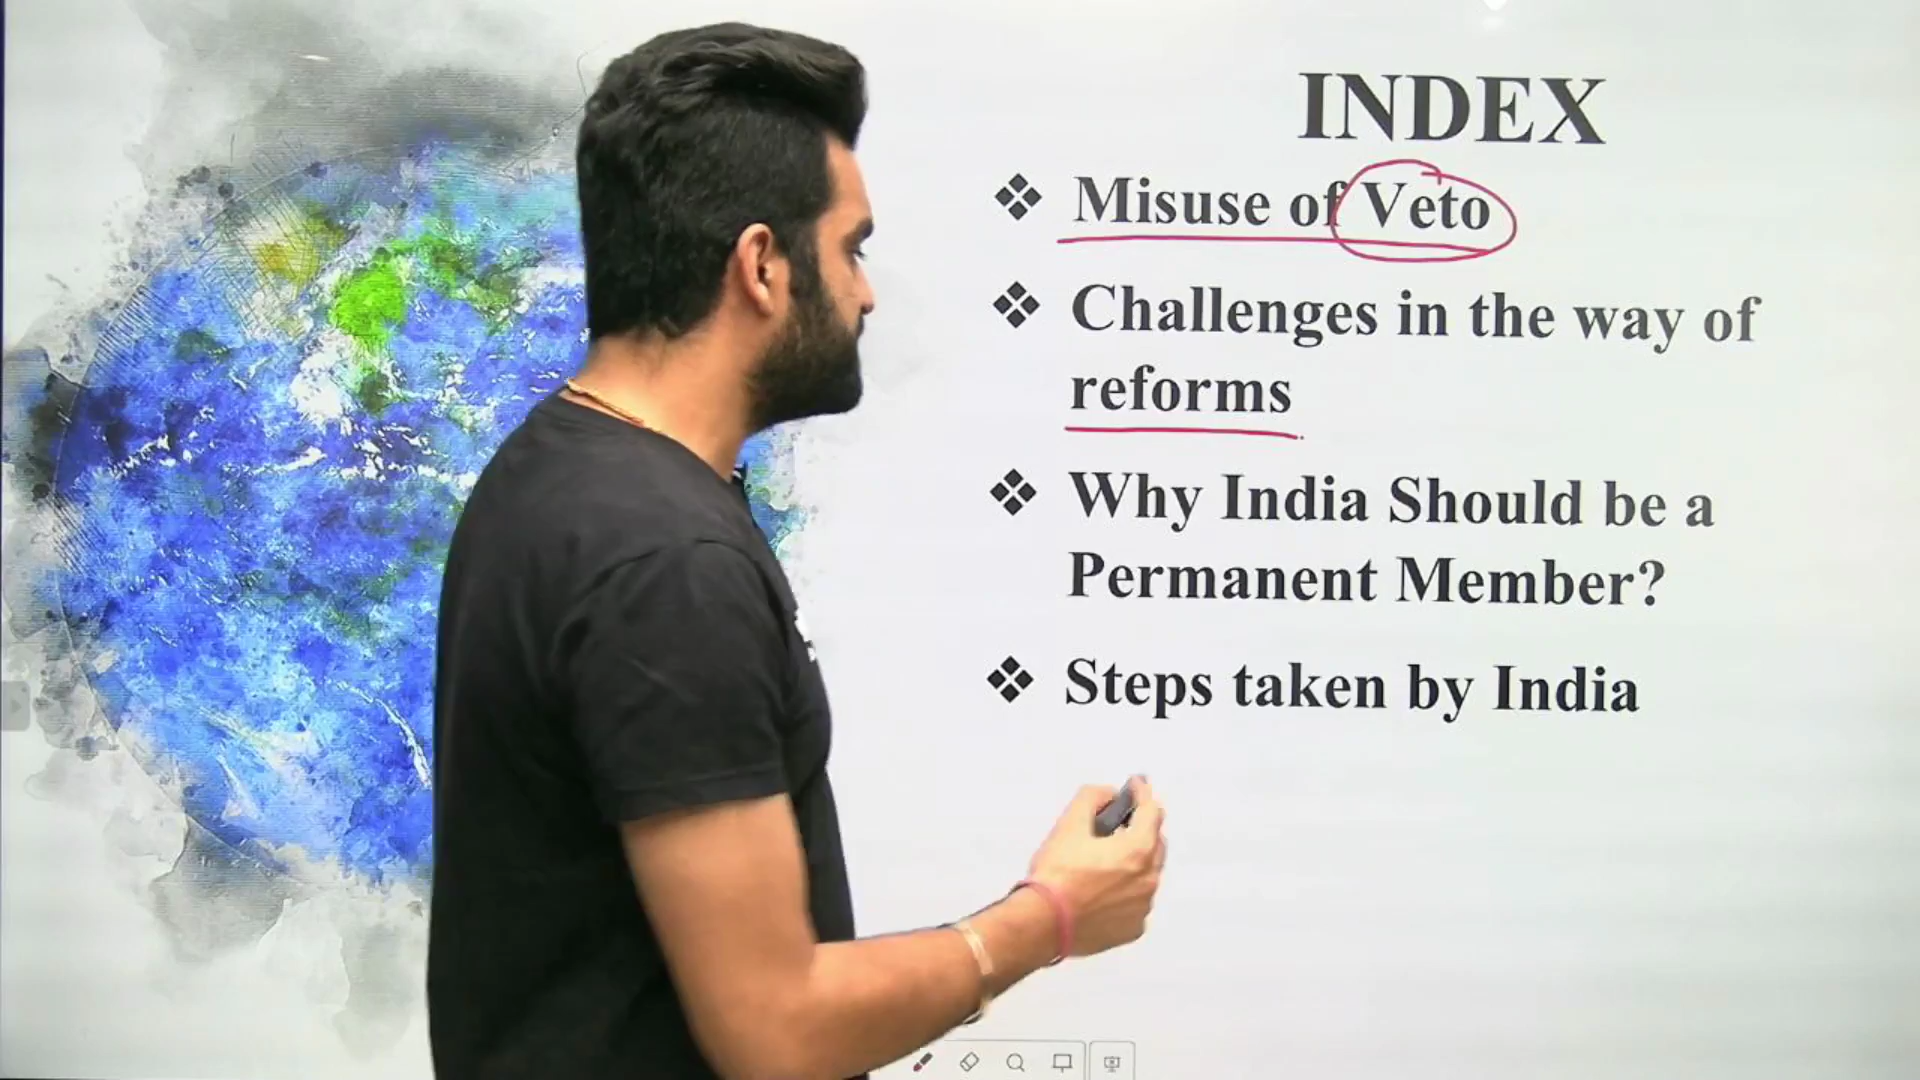 INDEX
❖ Misuse of Veto
❖ Challenges in the way of
reforms
❖ Why India Should be a
Permanent Member?
❖ Steps taken by India